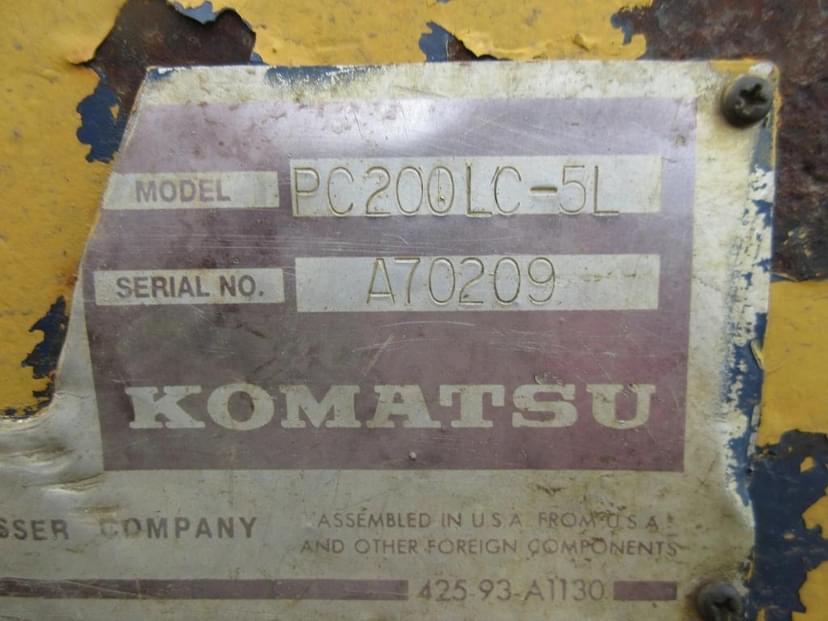 MODEL PC200LC-5L
SERIAL NO. A70209
KOMATSU
COMPANY
ASSEMBLED IN U.S.A. FROM U.S.A.
AND OTHER FOREIGN COMPONENTS
425-93-A1130